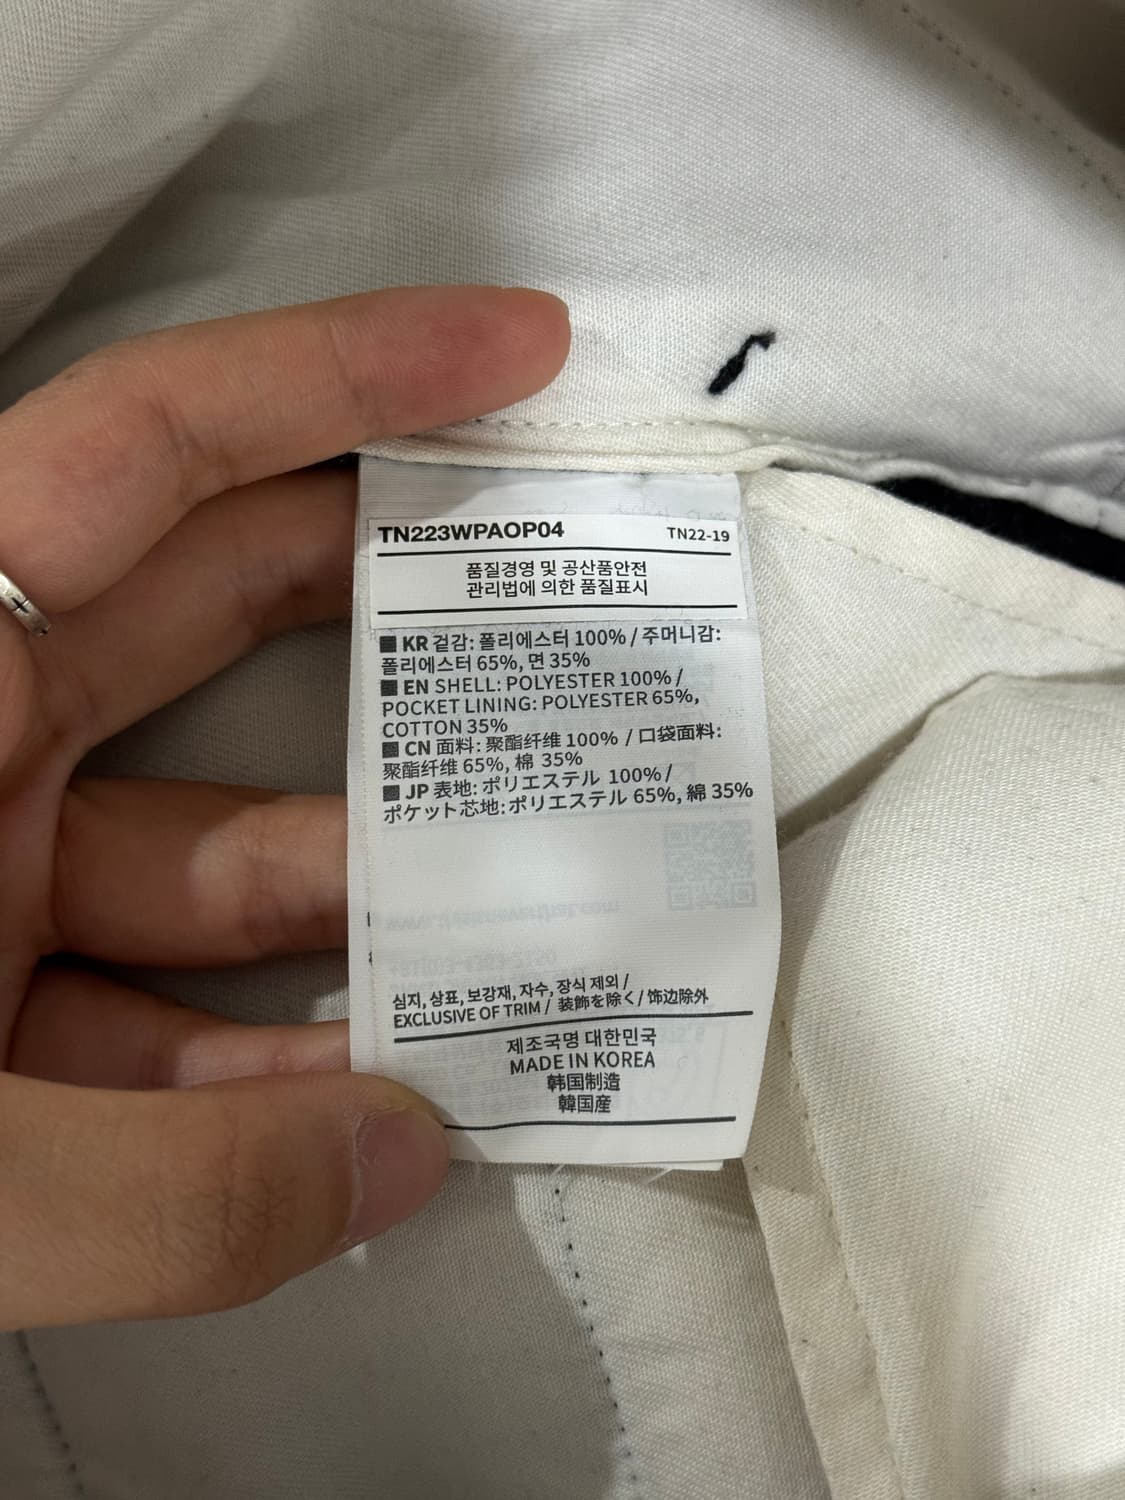 TN223WPAOP04
TN22-19
품질경영 및 공산품안전
관리법에 의한 품질표시
KR 겉감: 폴리에스터 100% / 주머니감:
폴리에스터 65%, 면 35%
EN SHELL: POLYESTER 100% /
POCKET LINING: POLYESTER 65%,
COTTON 35%
CN 面料: 聚酯纤维 100% / 口袋面料:
聚酯纤维 65%, 棉 35%
JP 表地: ポリエステル 100% /
ポケット芯地: ポリエステル 65%, 綿 35%
www.thisisneverthat.com
심지, 상표, 보강재, 자수, 장식 제외 /
EXCLUSIVE OF TRIM / 装飾を除く/ 饰边除外
제조국명 대한민국
MADE IN KOREA
韩国制造
韓国産